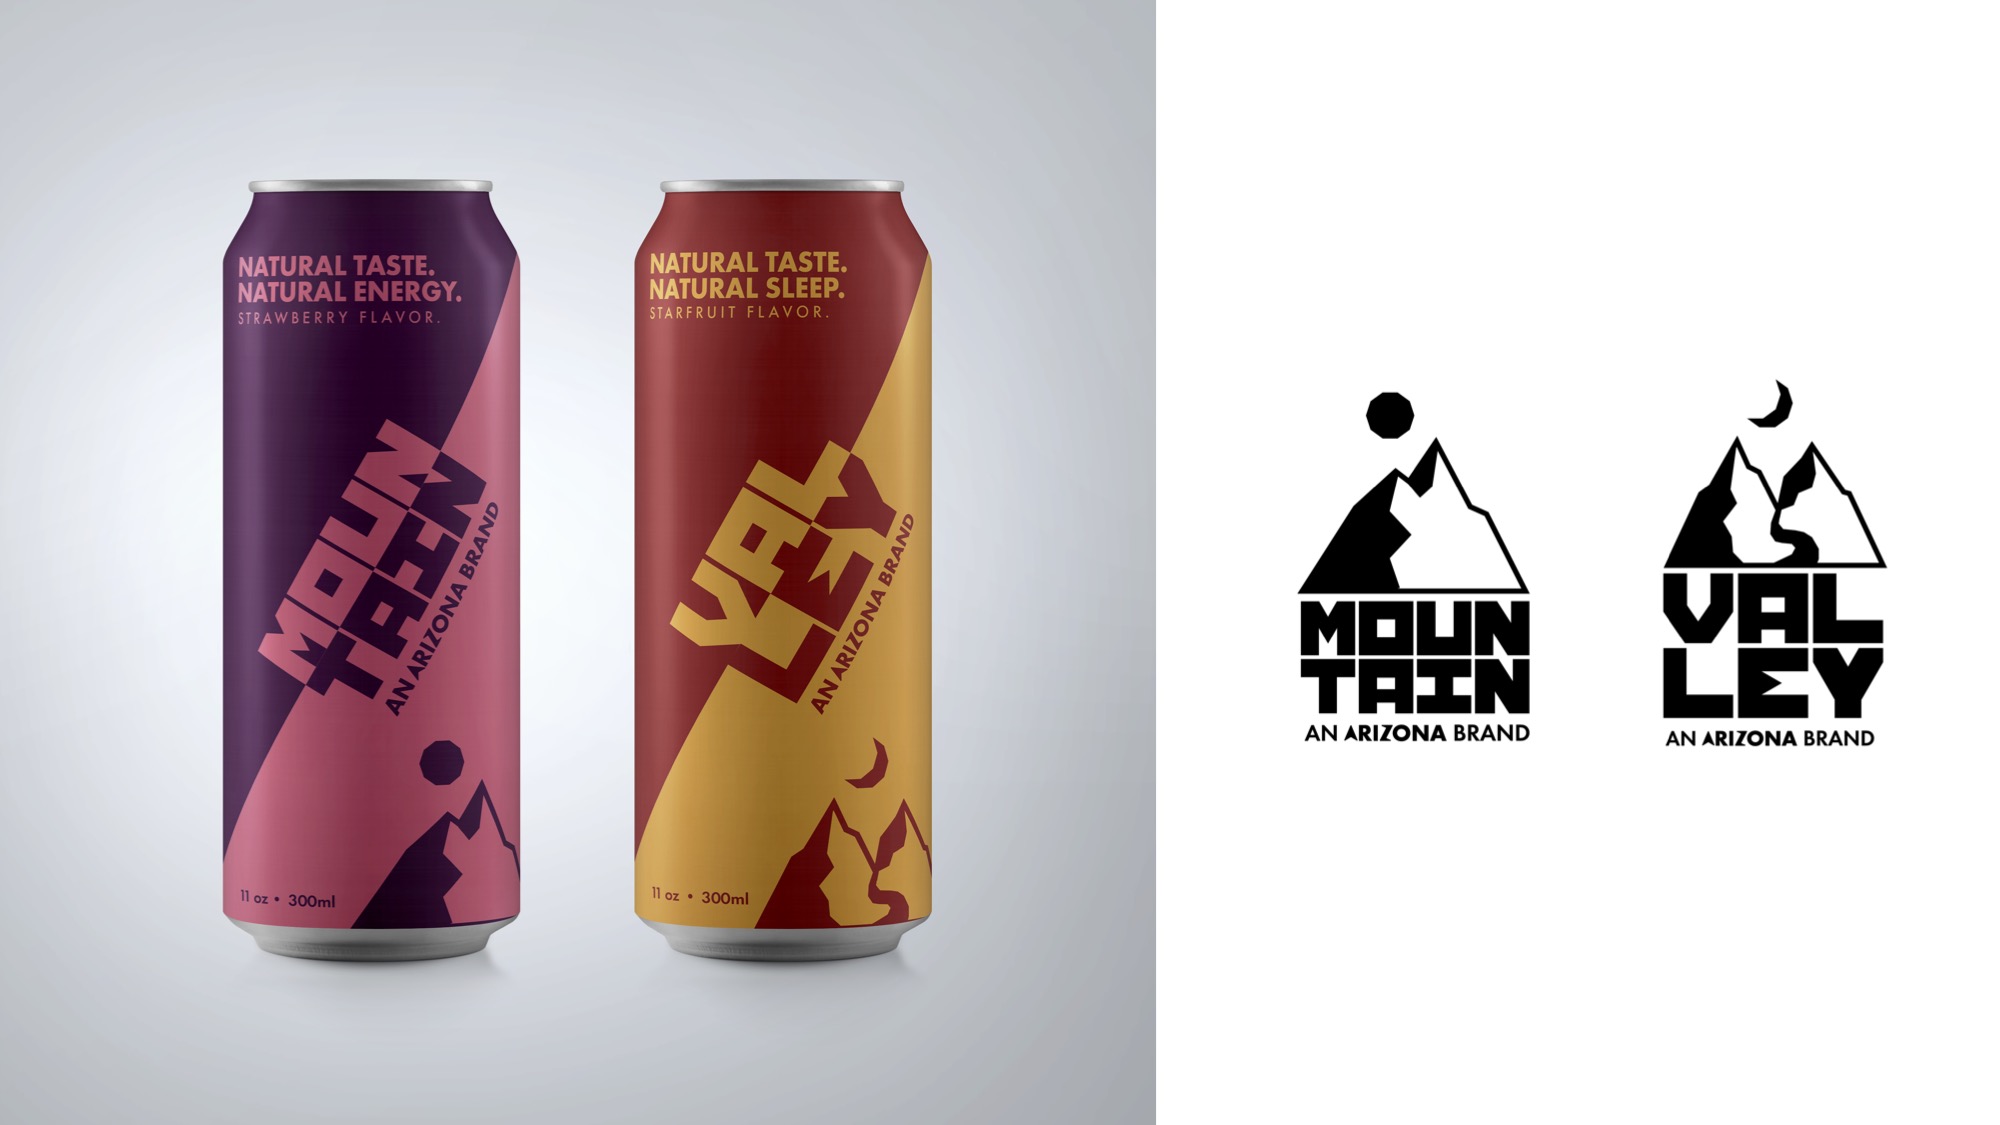 NATURAL TASTE.
NATURAL ENERGY.
STRAWBERRY FLAVOR.
MOUN
TAIN
AN ARIZONA BRAND
11 oz • 300ml
NATURAL TASTE.
NATURAL SLEEP.
STARFRUIT FLAVOR.
VAL
LEY
AN ARIZONA BRAND
11 oz • 300ml
MOUN
TAIN
AN ARIZONA BRAND
VAL
LEY
AN ARIZONA BRAND